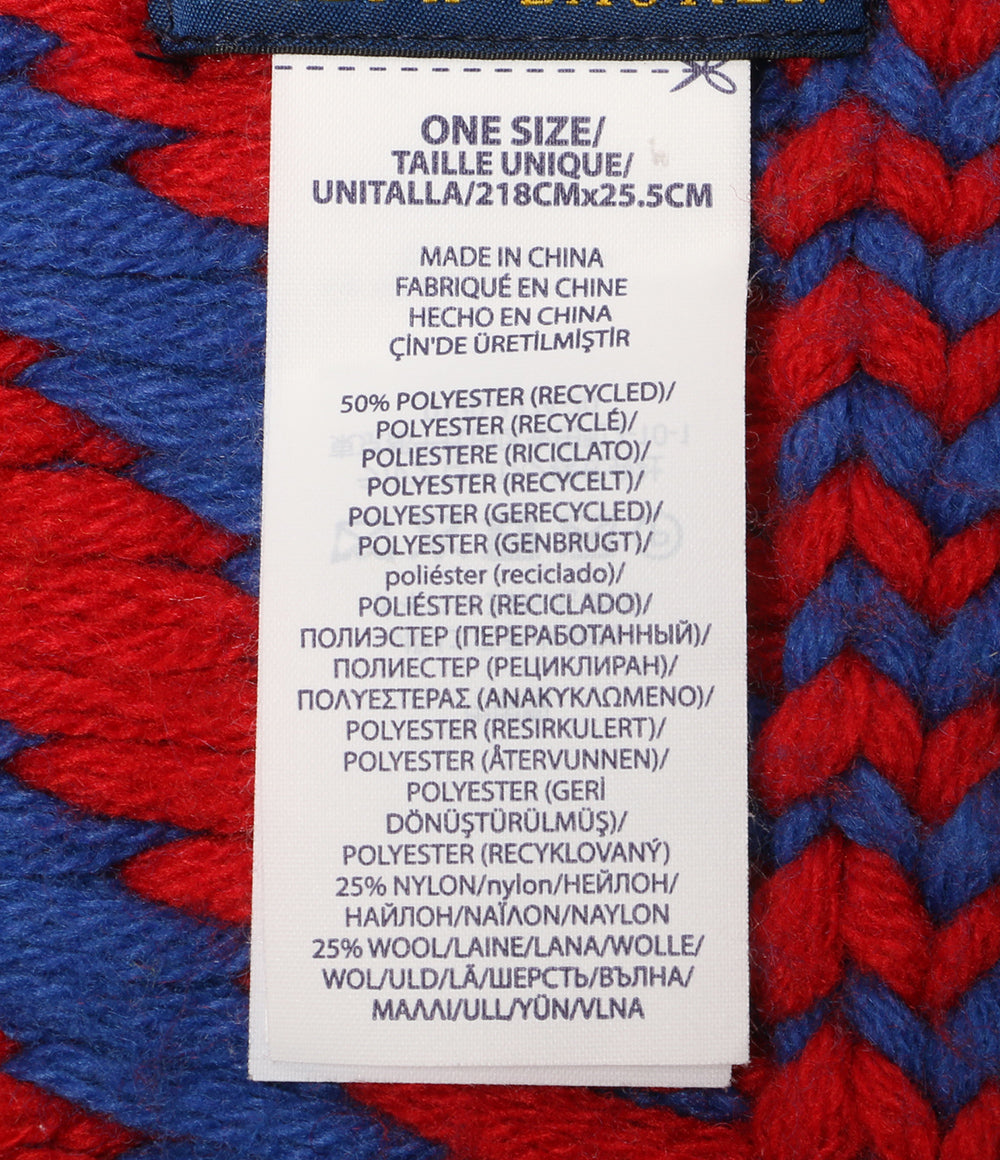 ONE SIZE/
TAILLE UNIQUE/
UNITALLA/218CMx25.5CM
MADE IN CHINA
FABRIQUÉ EN CHINE
HECHO EN CHINA
ÇİN'DE ÜRETİLMİŞTİR
50% POLYESTER (RECYCLED)/
POLYESTER (RECYCLÉ)/
POLIESTERE (RICICLATO)/
POLYESTER (RECYCELT)/
POLYESTER (GERECYCLED)/
POLYESTER (GENBRUGT)/
poliéster (reciclado)/
POLIÉSTER (RECICLADO)/
ПОЛИЭСТЕР (ПЕРЕРАБОТАННЫЙ)/
ПОЛИЕСТЕР (РЕЦИКЛИРАН)/
ΠΟΛΥΕΣΤΕΡΑΣ (ΑΝΑΚΥΚΛΩΜΕΝΟ)/
POLYESTER (RESIRKULERT)/
POLYESTER (ÅTERVUNNEN)/
POLYESTER (GERİ
DÖNÜŞTÜRÜLMÜŞ)/
POLYESTER (RECYKLOVANÝ)
25% NYLON/nylon/НЕЙЛОН/
НАЙЛОН/ΝΑΪΛΟΝ/NAYLON
25% WOOL/LAINE/LANA/WOLLE/
WOL/ULD/LÃ/ШЕРСТЬ/ВЪЛНА/
ΜΑΛΛΙ/ULL/YÜN/VLNA